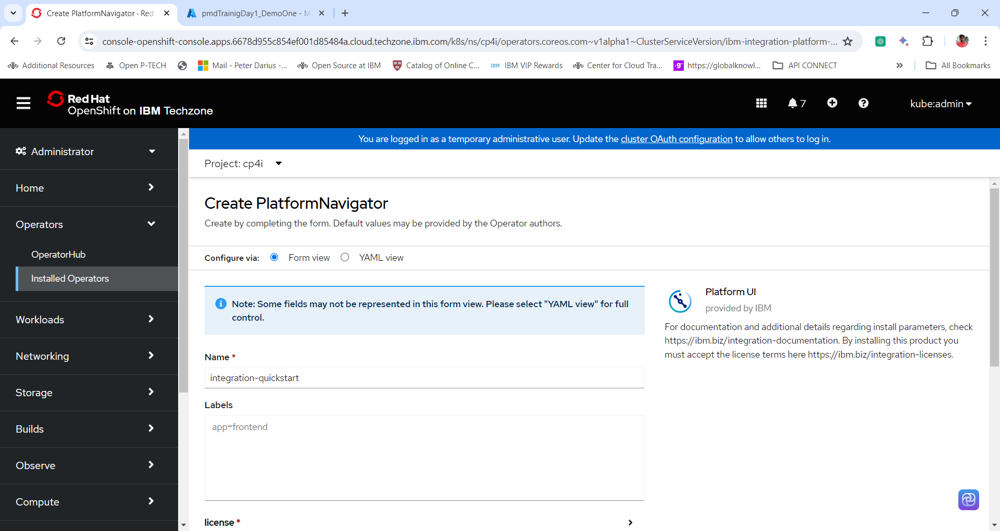 Create PlatformNavigator · Red
pmdTrainigDay1_DemoOne - M
console-openshift-console.apps.6678d955c854ef001d85484a.cloud.techzone.ibm.com/k8s/ns/cp4i/operators.coreos.com~v1alpha1~ClusterServiceVersion/ibm-integration-platform-...
Additional Resources
Open P-TECH
Mail - Peter Darius -...
Open Source at IBM
Catalog of Online C...
IBM VIP Rewards
Center for Cloud Tra...
https://globalknowl...
API CONNECT
All Bookmarks
Red Hat
OpenShift on IBM Techzone
7
kube:admin
Administrator
Home
Operators
OperatorHub
Installed Operators
Workloads
Networking
Storage
Builds
Observe
Compute
You are logged in as a temporary administrative user. Update the cluster OAuth configuration to allow others to log in.
Project: cp4i
Create PlatformNavigator
Create by completing the form. Default values may be provided by the Operator authors.
Configure via: Form view YAML view
Note: Some fields may not be represented in this form view. Please select "YAML view" for full
control.
Name *
integration-quickstart
Labels
app=frontend
license *
Platform UI
provided by IBM
For documentation and additional details regarding install parameters, check
https://ibm.biz/integration-documentation. By installing this product you
must accept the license terms here https://ibm.biz/integration-licenses.